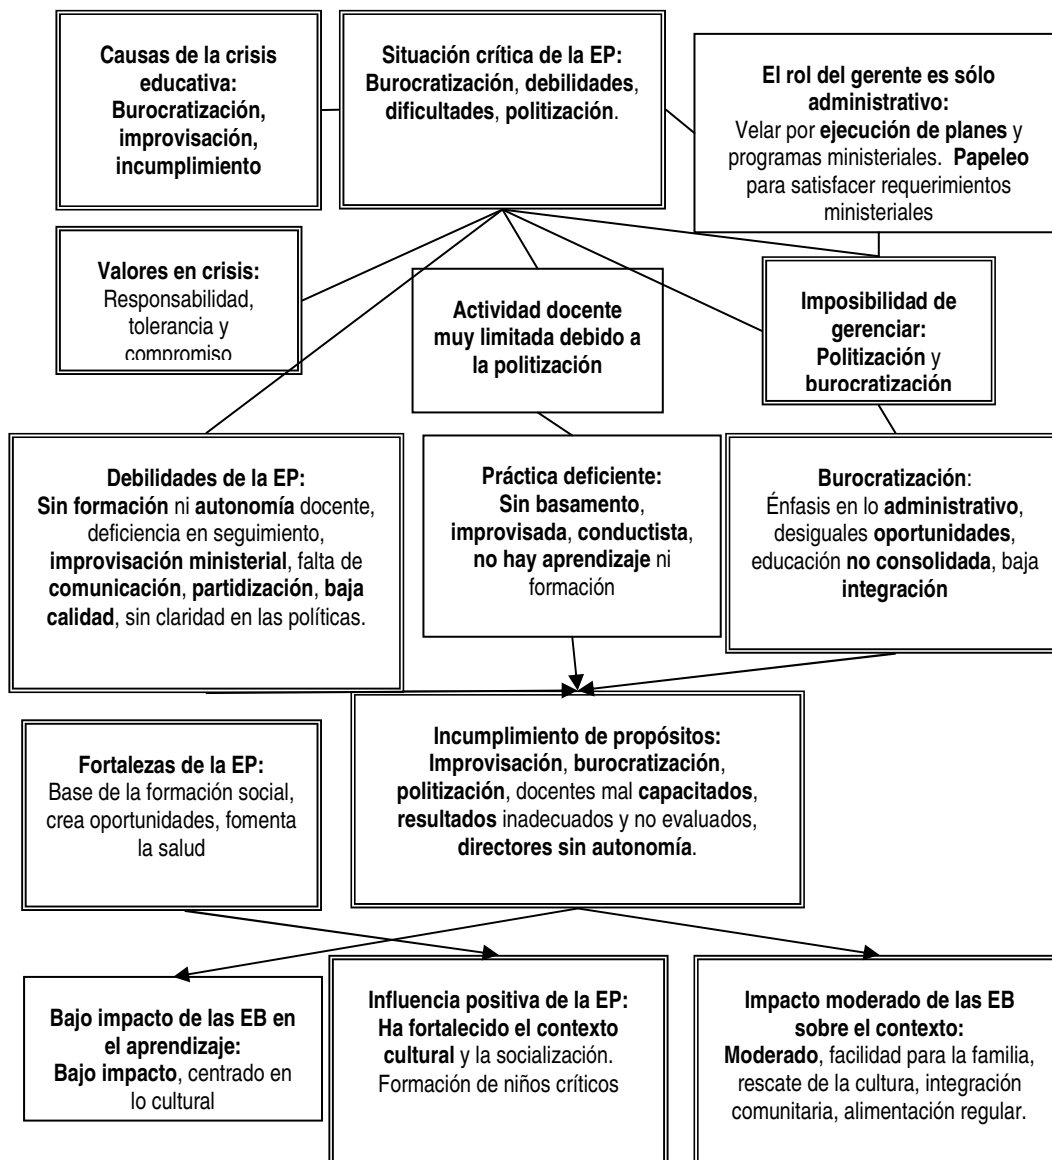 Causas de la crisis
educativa:
Burocratización,
improvisación,
incumplimiento
Situación crítica de la EP:
Burocratización, debilidades,
dificultades, politización.
El rol del gerente es sólo
administrativo:
Velar por ejecución de planes y
programas ministeriales. Papeleo
para satisfacer requerimientos
ministeriales
Valores en crisis:
Responsabilidad,
tolerancia y
compromiso
Actividad docente
muy limitada debido a
la politización
Imposibilidad de
gerenciar:
Politización y
burocratización
Debilidades de la EP:
Sin formación ni autonomía docente,
deficiencia en seguimiento,
improvisación ministerial, falta de
comunicación, partidización, baja
calidad, sin claridad en las políticas.
Práctica deficiente:
Sin basamento,
improvisada, conductista,
no hay aprendizaje ni
formación
Burocratización:
Énfasis en lo administrativo,
desiguales oportunidades,
educación no consolidada, baja
integración
Fortalezas de la EP:
Base de la formación social,
crea oportunidades, fomenta
la salud
Incumplimiento de propósitos:
Improvisación, burocratización,
politización, docentes mal capacitados,
resultados inadecuados y no evaluados,
directores sin autonomía.
Bajo impacto de las EB en
el aprendizaje:
Bajo impacto, centrado en
lo cultural
Influencia positiva de la EP:
Ha fortalecido el contexto
cultural y la socialización.
Formación de niños críticos
Impacto moderado de las EB
sobre el contexto:
Moderado, facilidad para la familia,
rescate de la cultura, integración
comunitaria, alimentación regular.